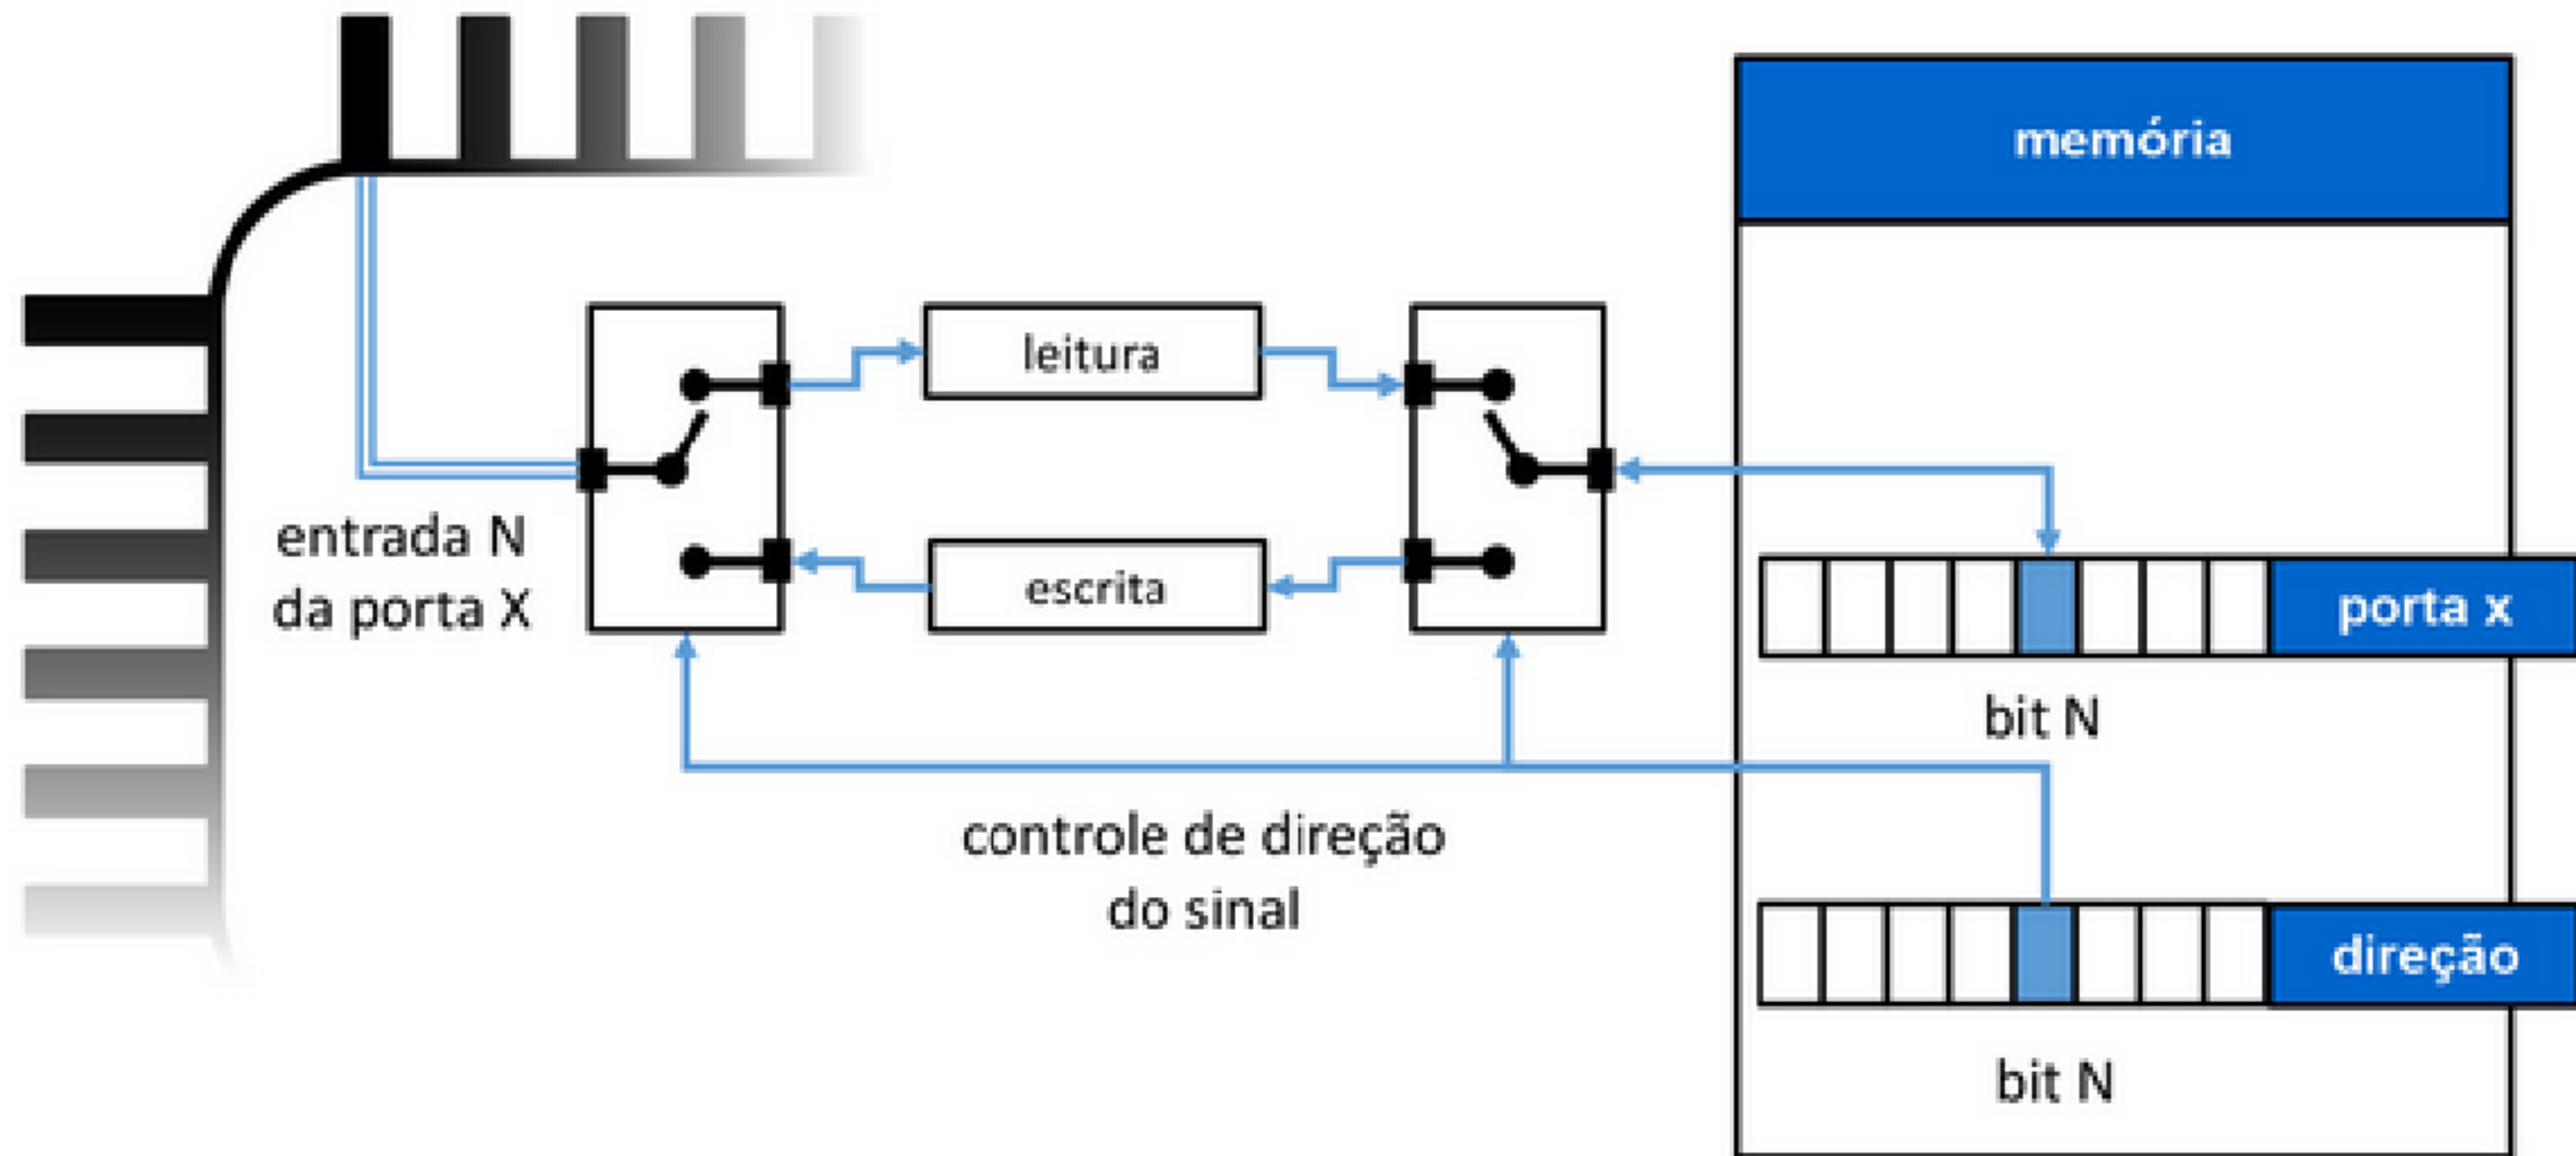 memória
leitura
entrada N
da porta X
escrita
porta x
bit N
controle de direção
do sinal
direção
bit N